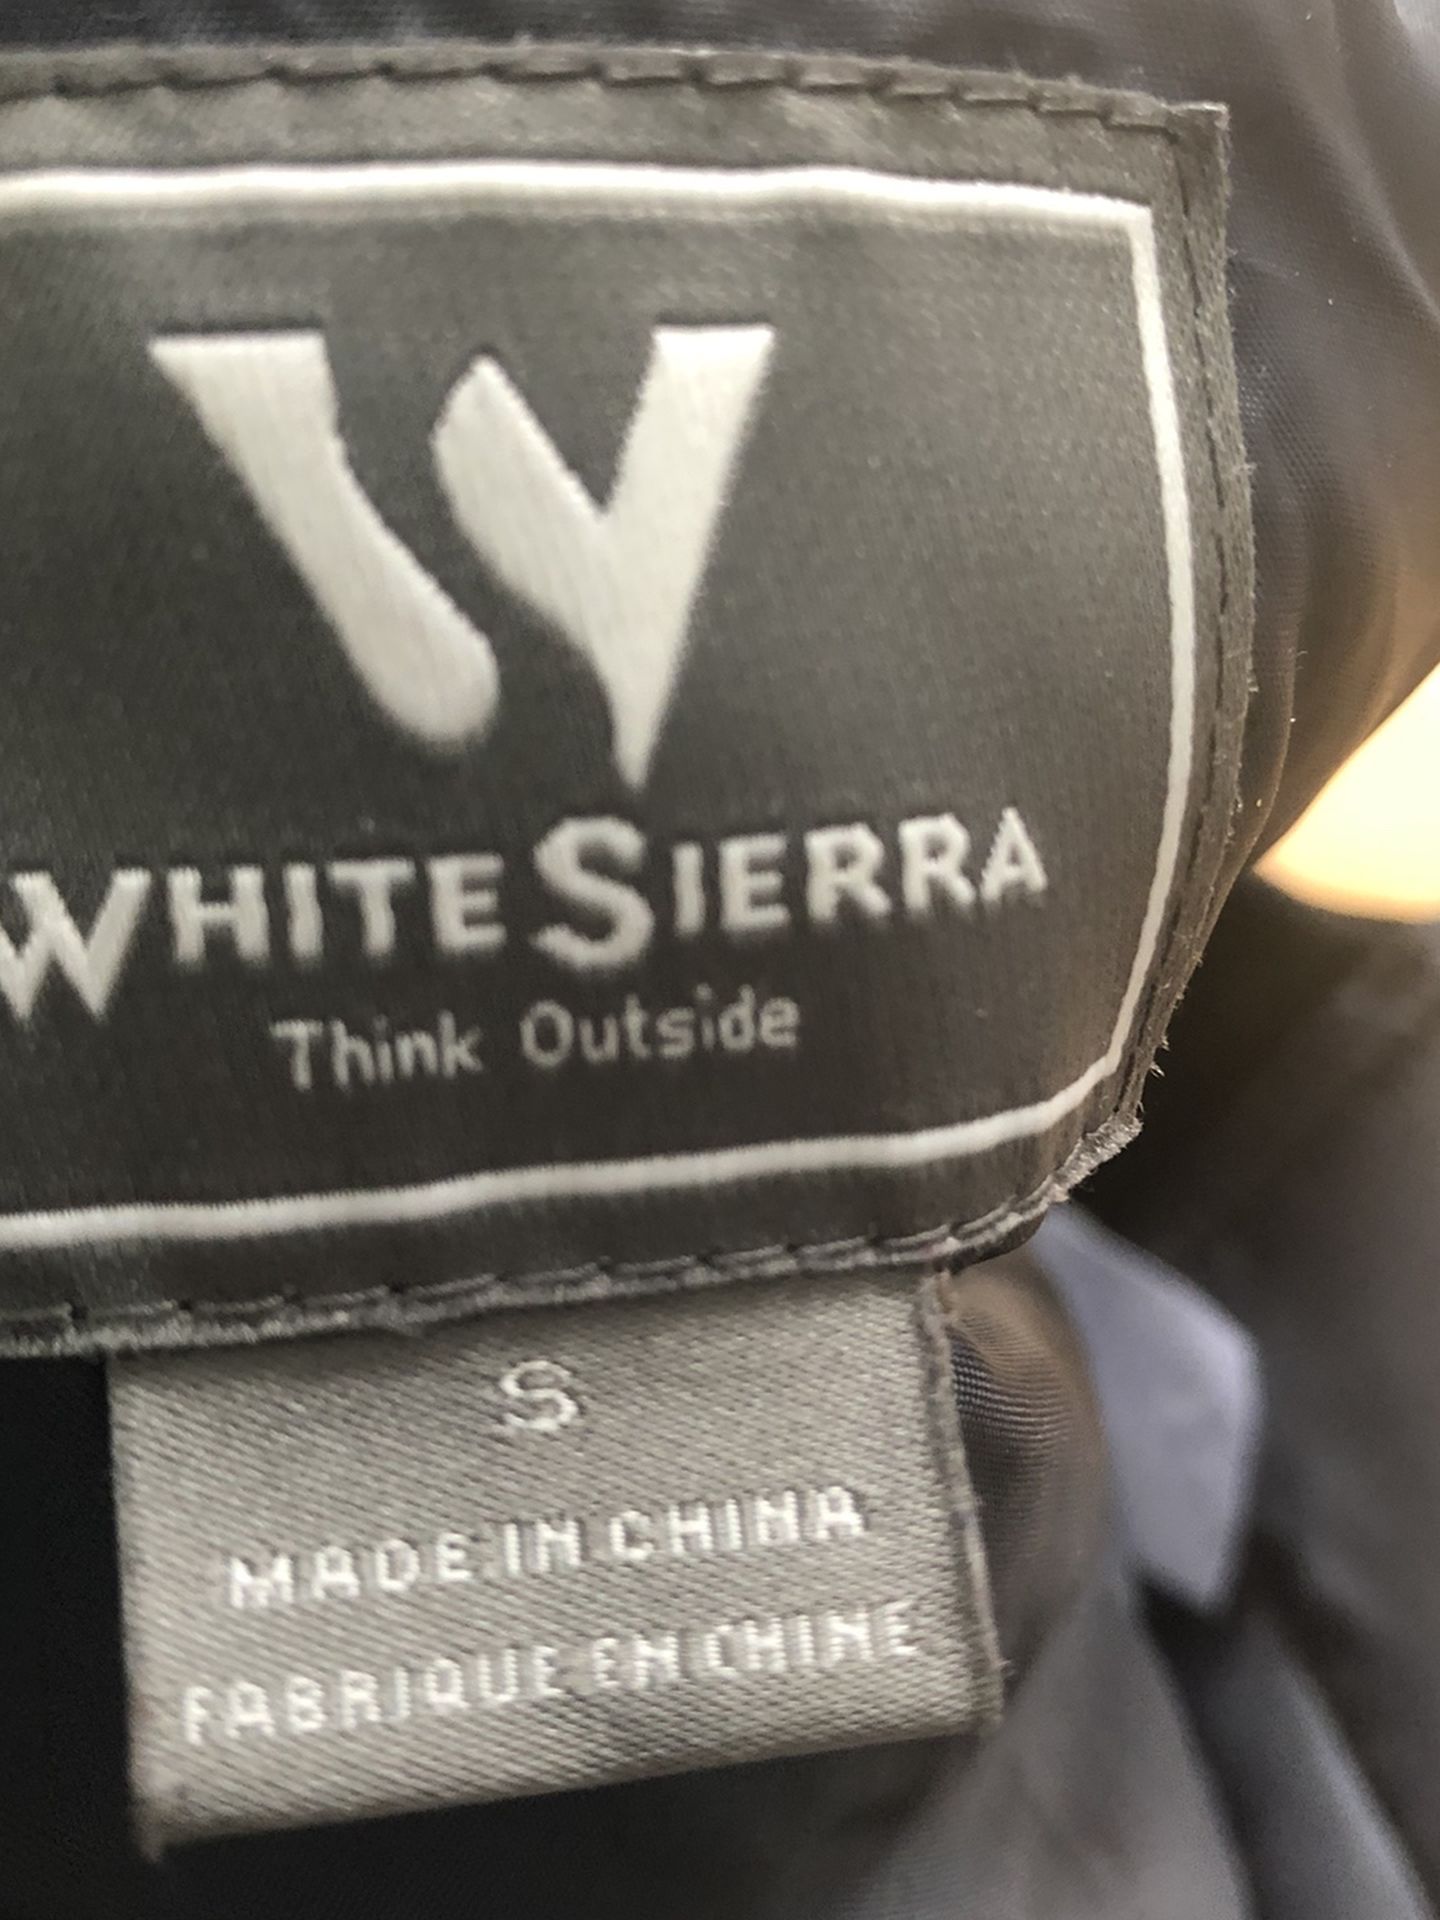 W
WHITE SIERRA
Think Outside
S
MADE IN CHINA
FABRIQUE EN CHINE